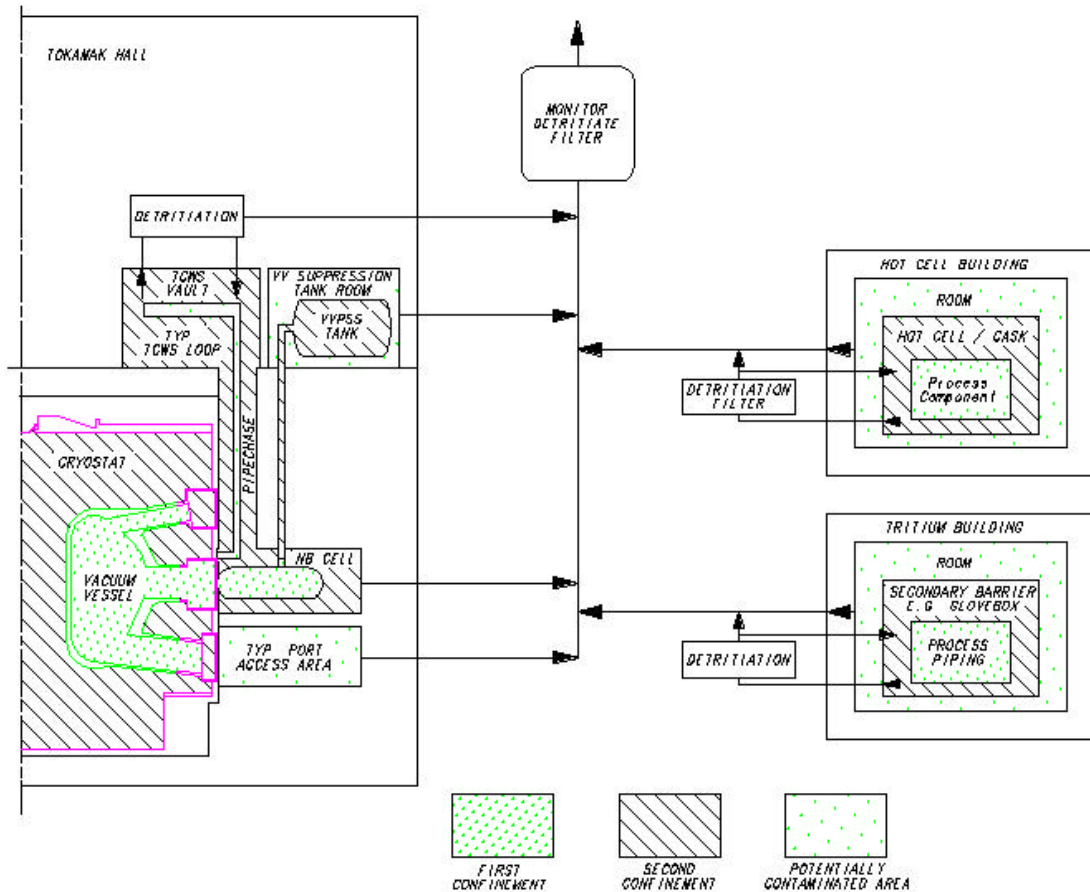 TOKAMAK HALL
MONITOR
DETRITIATE
FILTER
DETRITIATION
TCWS
VAULT
VV SUPPRESSION
TANK ROOM
VVPSS
TANK
TYP
TCWS LOOP
PIPECHASE
CRYOSTAT
VACUUM
VESSEL
NB CELL
TYP PORT
ACCESS AREA
HOT CELL BUILDING
ROOM
HOT CELL / CASK
Process
Component
DETRITIATION
FILTER
TRITIUM BUILDING
ROOM
SECONDARY BARRIER
E.G GLOVEBOX
PROCESS
PIPING
DETRITIATION
FIRST
CONFINEMENT
SECOND
CONFINEMENT
POTENTIALLY
CONTAMINATED AREA